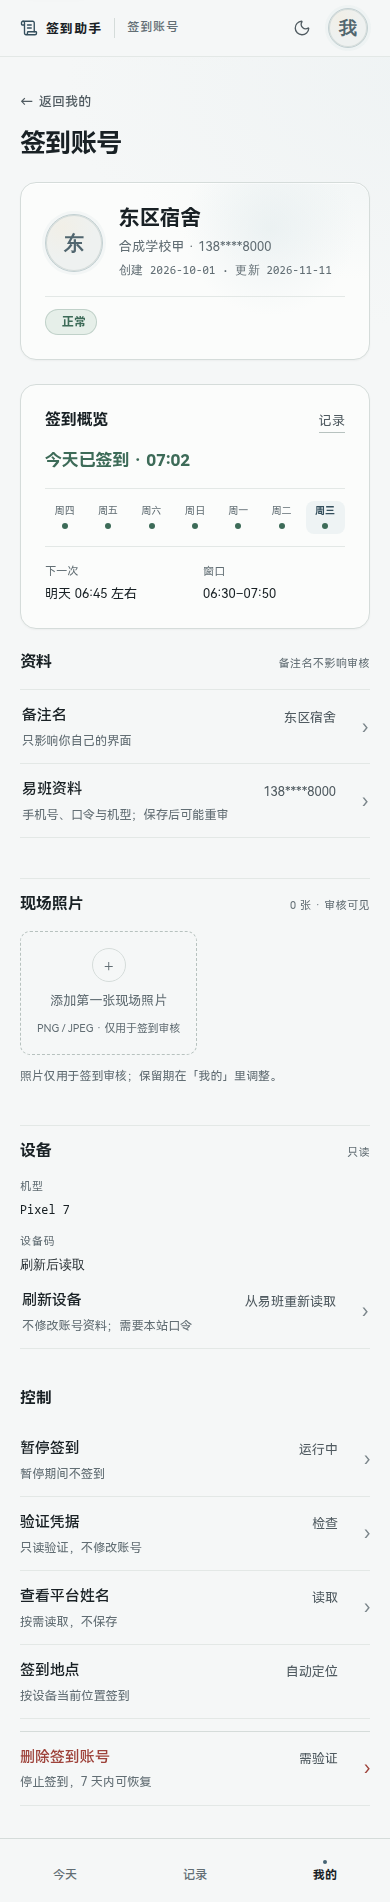 签到助手
签到账号
我
← 返回我的
签到账号
东
东区宿舍
合成学校甲 · 138****8000
创建 2026-10-01 · 更新 2026-11-11
正常
签到概览
记录
今天已签到 · 07:02
周四 周五 周六 周日 周一 周二 周三
下一次
窗口
明天 06:45 左右
06:30–07:50
资料
备注名不影响审核
备注名
东区宿舍
只影响你自己的界面
易班资料
138****8000
手机号、口令与机型；保存后可能重审
现场照片
0 张 · 审核可见
+
添加第一张现场照片
PNG / JPEG · 仅用于签到审核
照片仅用于签到审核；保留期在「我的」里调整。
设备
只读
机型
Pixel 7
设备码
刷新后读取
刷新设备
从易班重新读取
不修改账号资料；需要本站口令
控制
暂停签到
运行中
暂停期间不签到
验证凭据
检查
只读验证，不修改账号
查看平台姓名
读取
按需读取，不保存
签到地点
自动定位
按设备当前位置签到
删除签到账号
需验证
停止签到，7 天内可恢复
今天
记录
我的